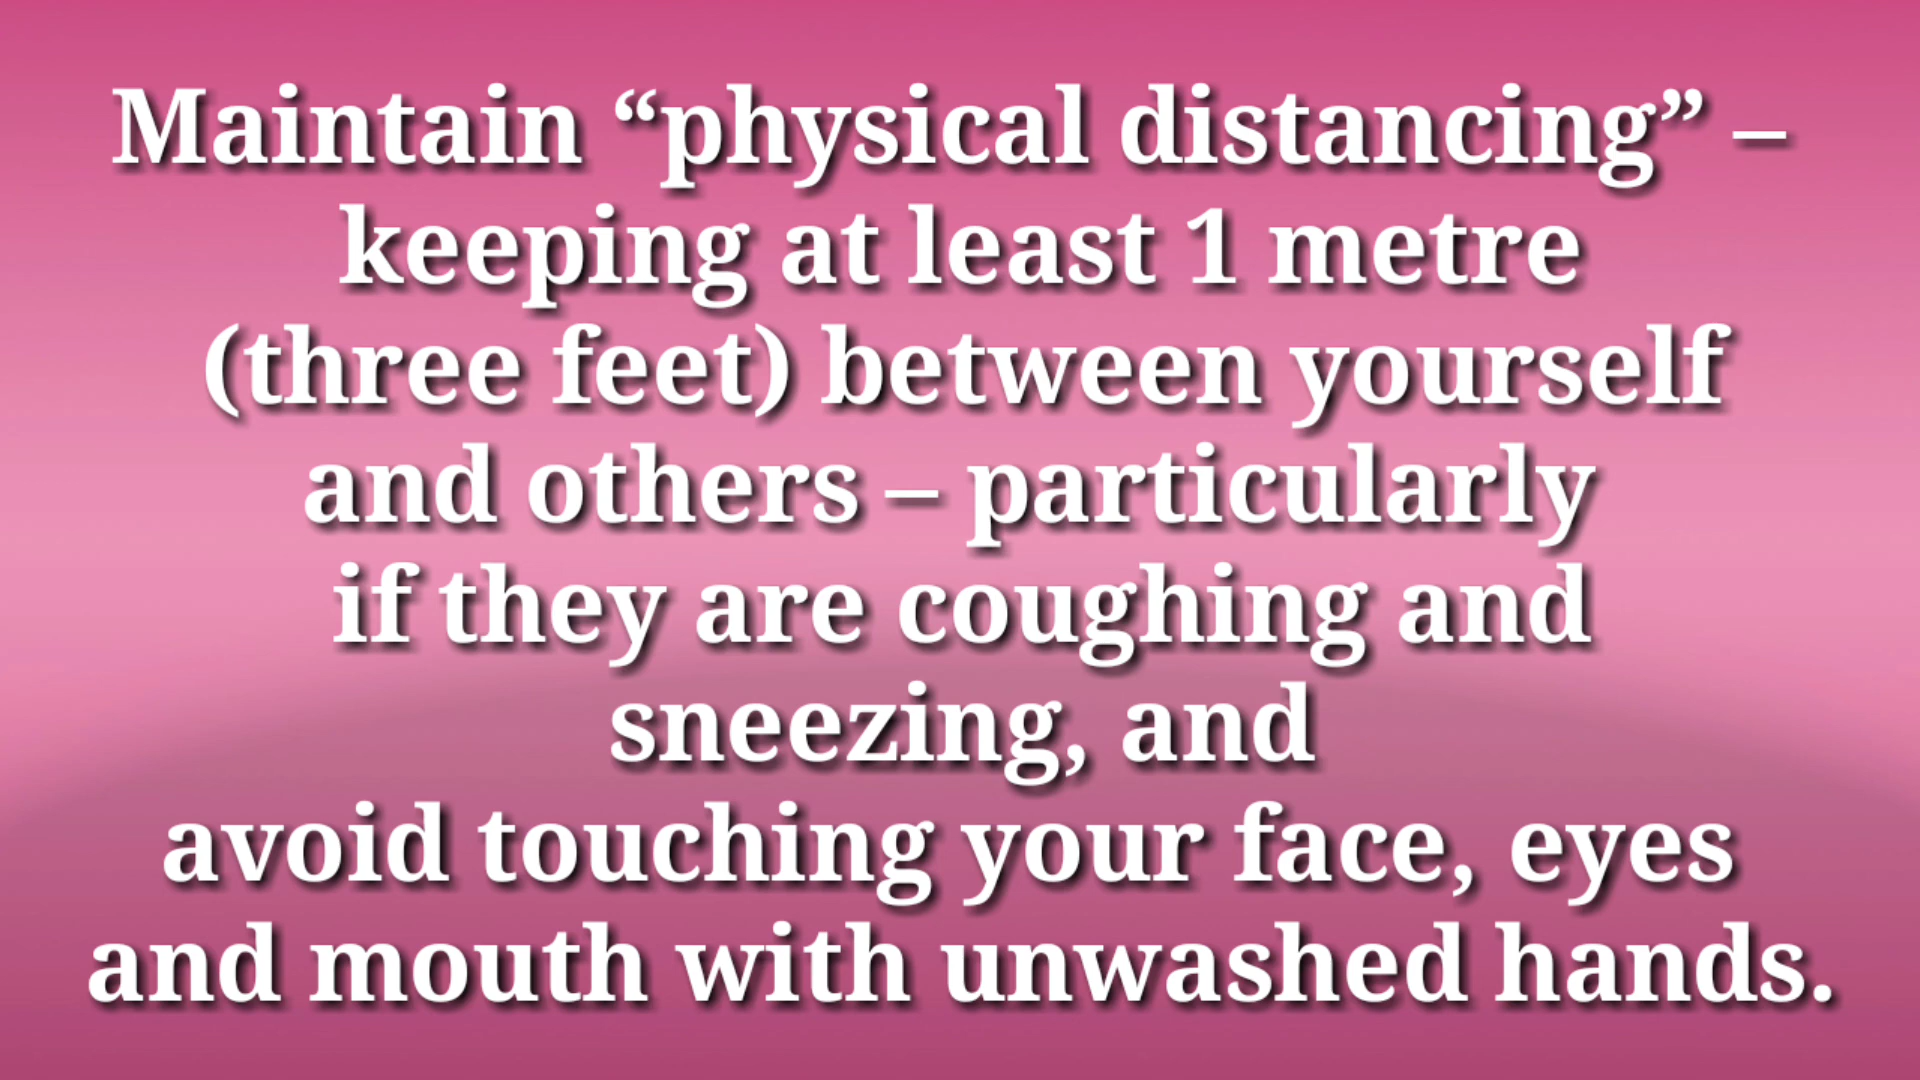 Maintain “physical distancing” –
keeping at least 1 metre
(three feet) between yourself
and others – particularly
if they are coughing and
sneezing, and
avoid touching your face, eyes
and mouth with unwashed hands.